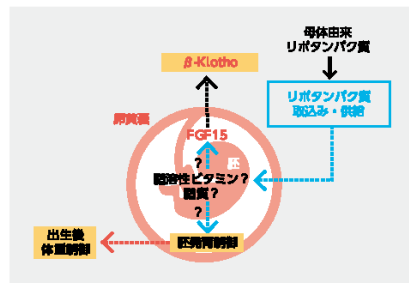 母体由来
リポタンパク質
β-Klotho
リポタンパク質
取込み・供給
卵黄嚢
FGF15
胚
?
脂溶性ビタミン?
脂質?
?
出生後
体重制御
胚発育制御